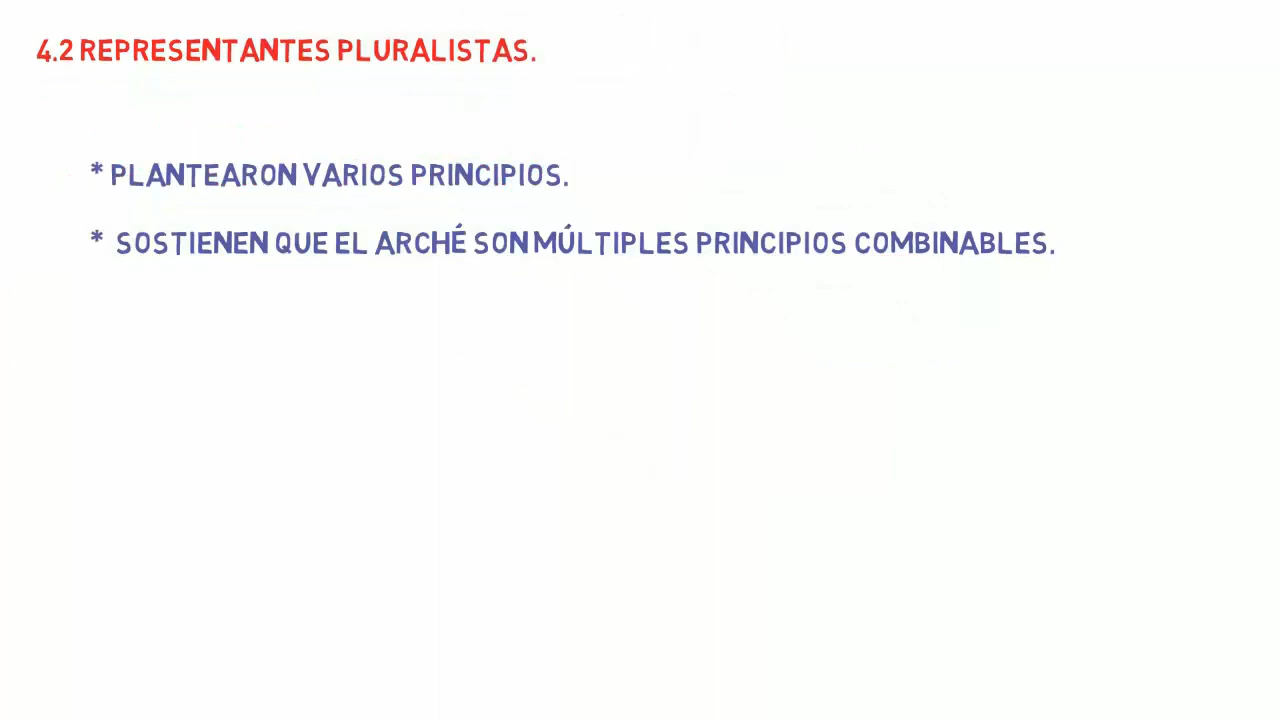 4.2 REPRESENTANTES PLURALISTAS.
* PLANTEARON VARIOS PRINCIPIOS.
* SOSTIENEN QUE EL ARCHÉ SON MÚLTIPLES PRINCIPIOS COMBINABLES.